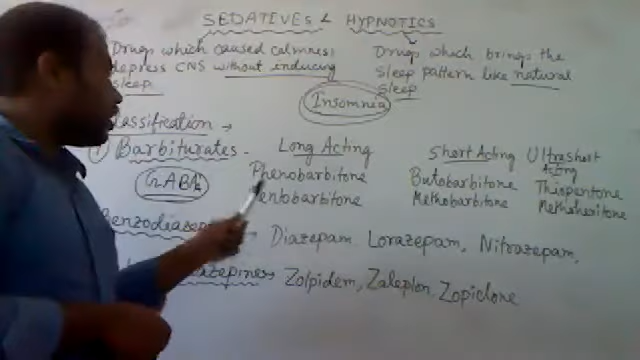 SEDATIVES & HYPNOTICS
Drugs which caused calmness
depress CNS without inducing
sleep
Drugs which brings the
sleep pattern like natural
sleep
Insomnia
Classification →
Barbiturates -
GABA
Long Acting
Phenobarbitone
Pentobarbitone
Short Acting
Butobarbitone
Methobarbitone
Ultrashort
Acting
Thiopentone
Methohexitone
Diazepam Lorazepam, Nitrazepam,
Zolpidem, Zaleplon Zopiclone